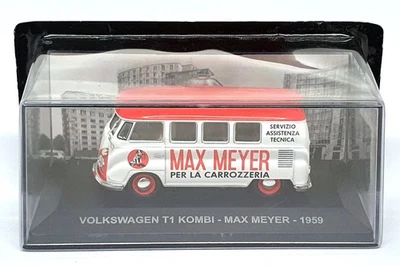 SERVIZIO
ASSISTENZA
TECNICA
MAX MEYER
PER LA CARROZZERIA
VOLKSWAGEN T1 KOMBI - MAX MEYER - 1959